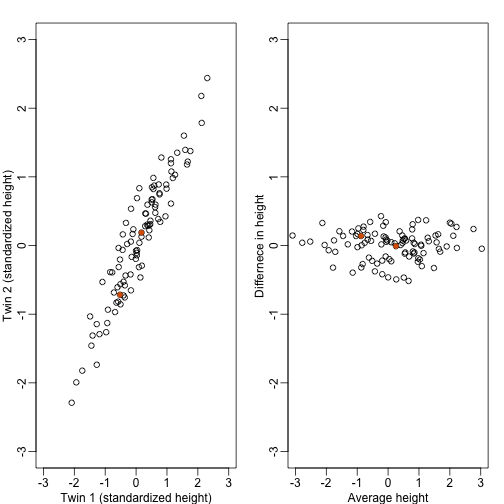 Twin 2 (standardized height)
3
2
1
0
-1
-2
-3
-3 -2 -1 0 1 2 3
Twin 1 (standardized height)
Differnece in height
3
2
1
0
-1
-2
-3
-3 -2 -1 0 1 2 3
Average height